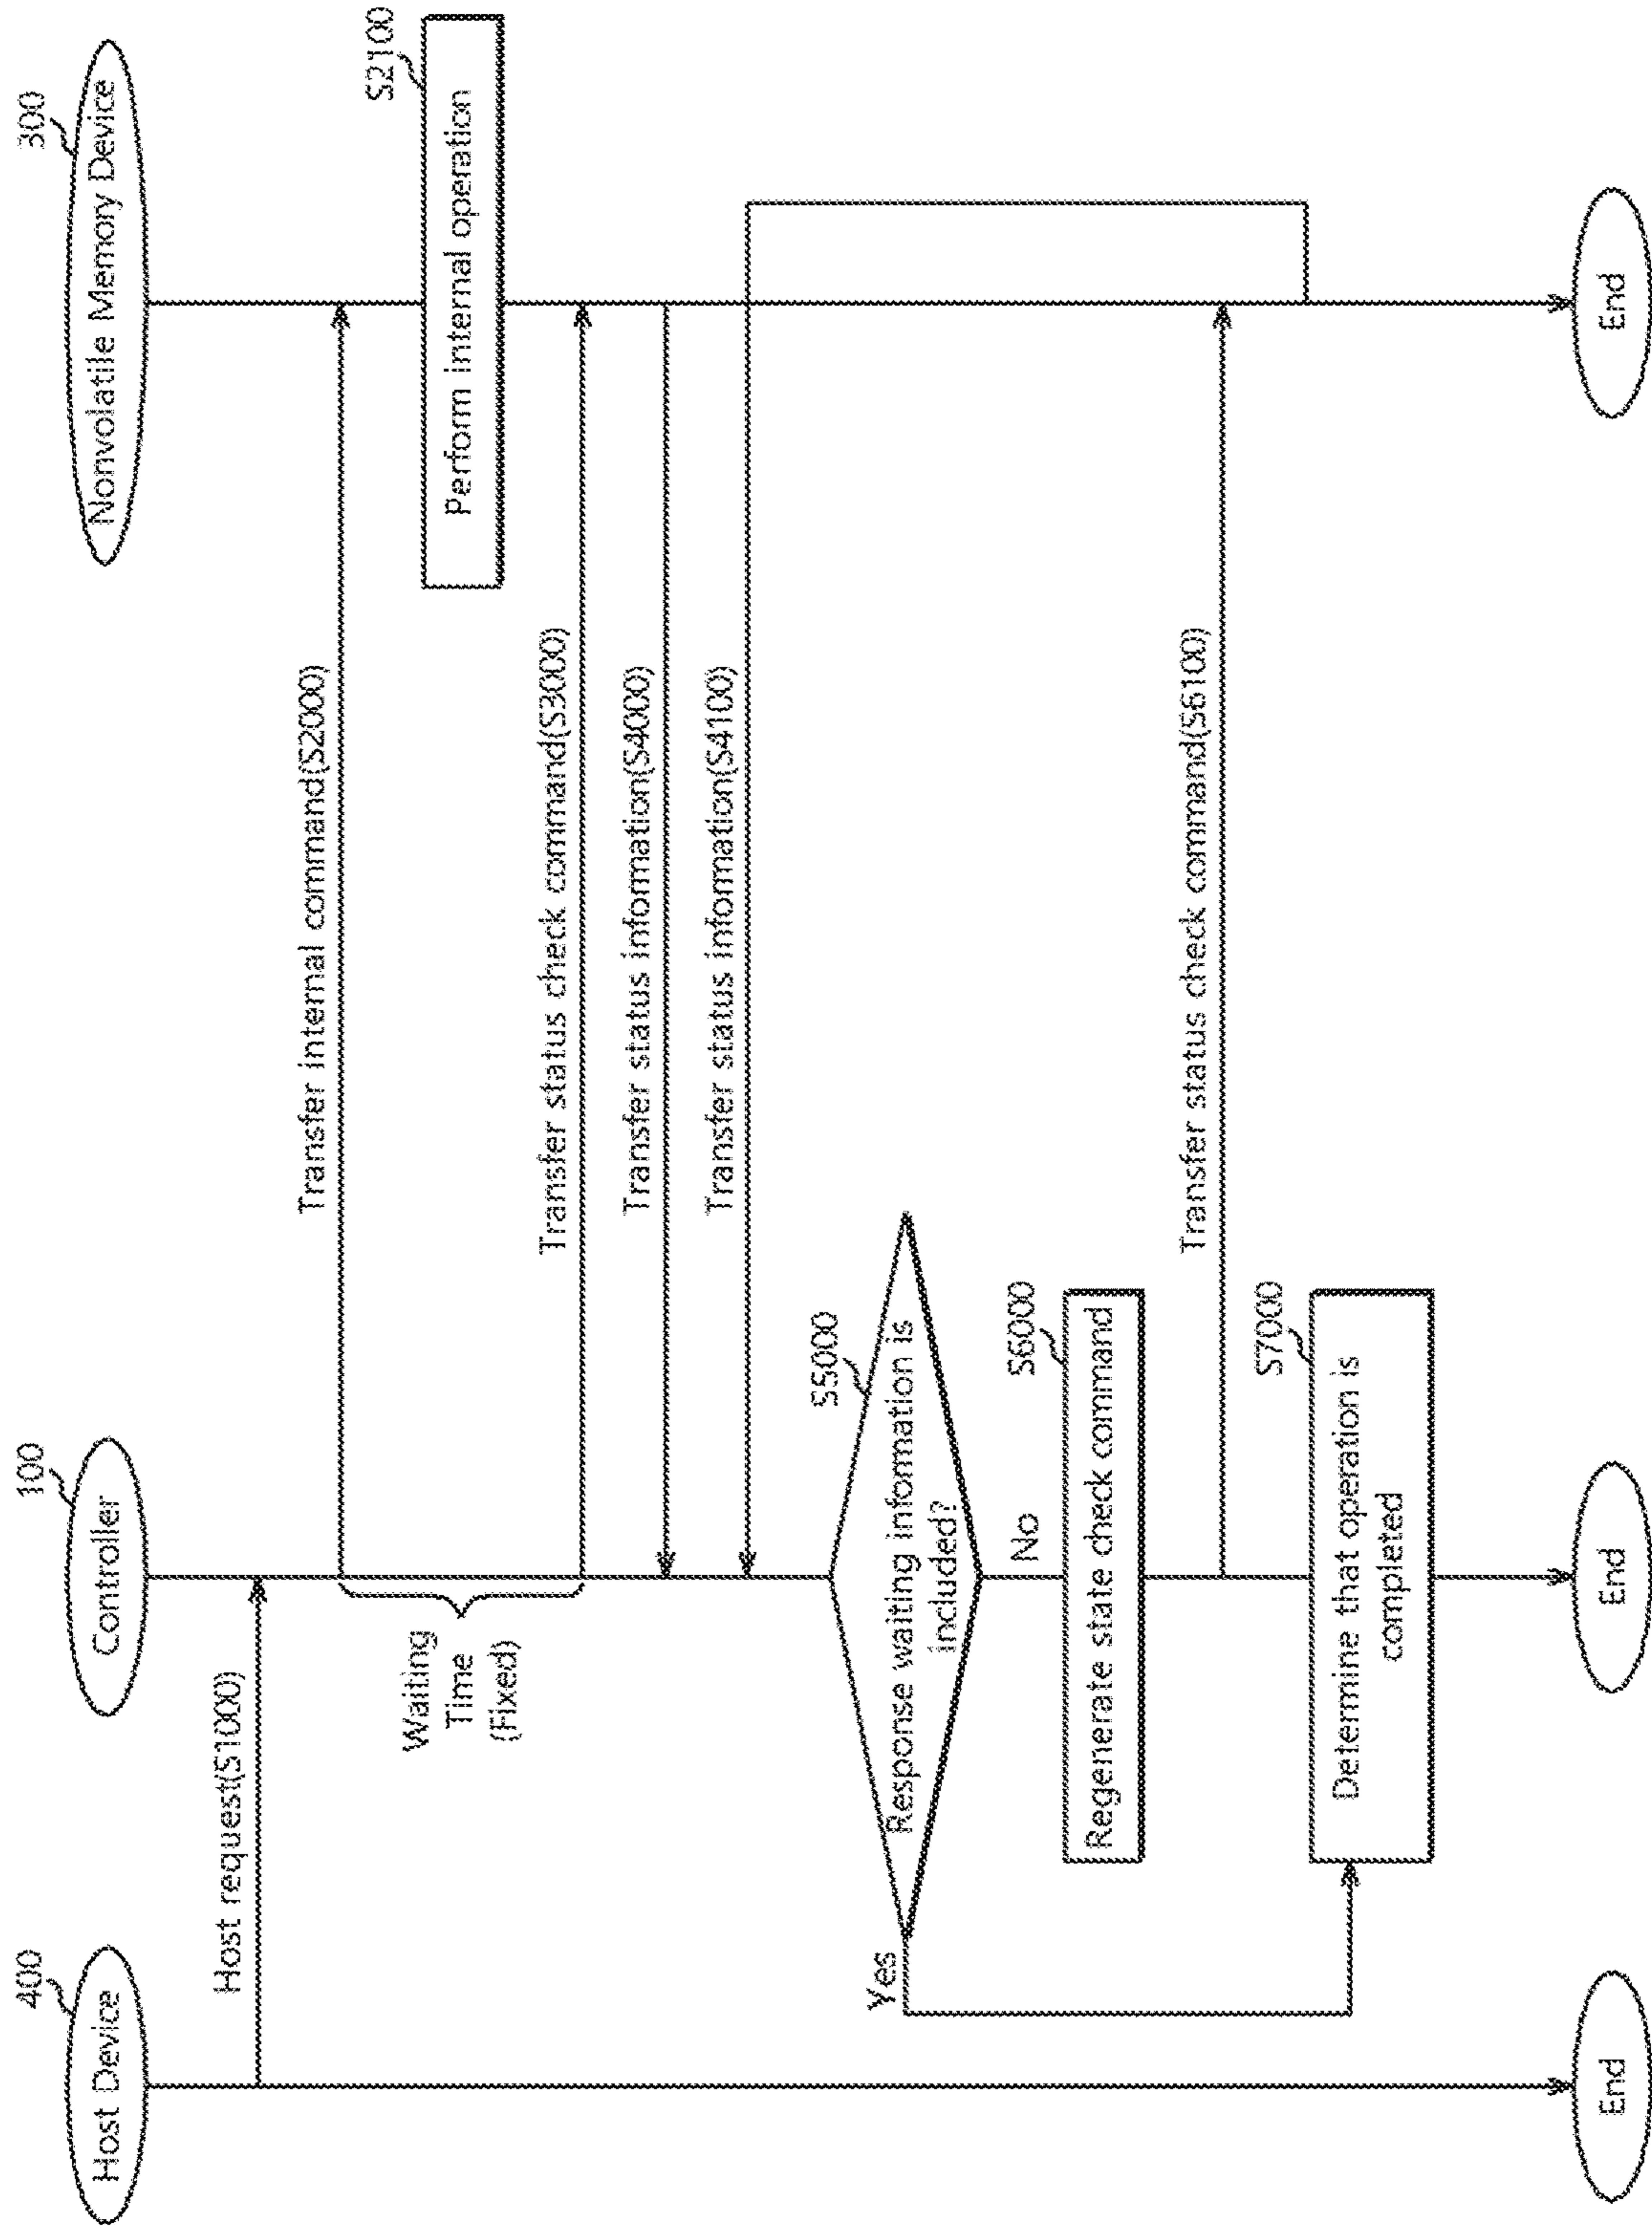 400
Host Device
100
Controller
300
Nonvolatile Memory Device
Host request(S1000)
Transfer internal command(S2000)
Waiting
Time
(Fixed)
S2100
Perform internal operation
Transfer status check command(S3000)
Transfer status information(S4000)
Transfer status information(S4100)
S5000
Response waiting information is
included?
Yes
No
S6000
Regenerate state check command
Transfer status check command(S6100)
S7000
Determine that operation is
completed
End
End
End